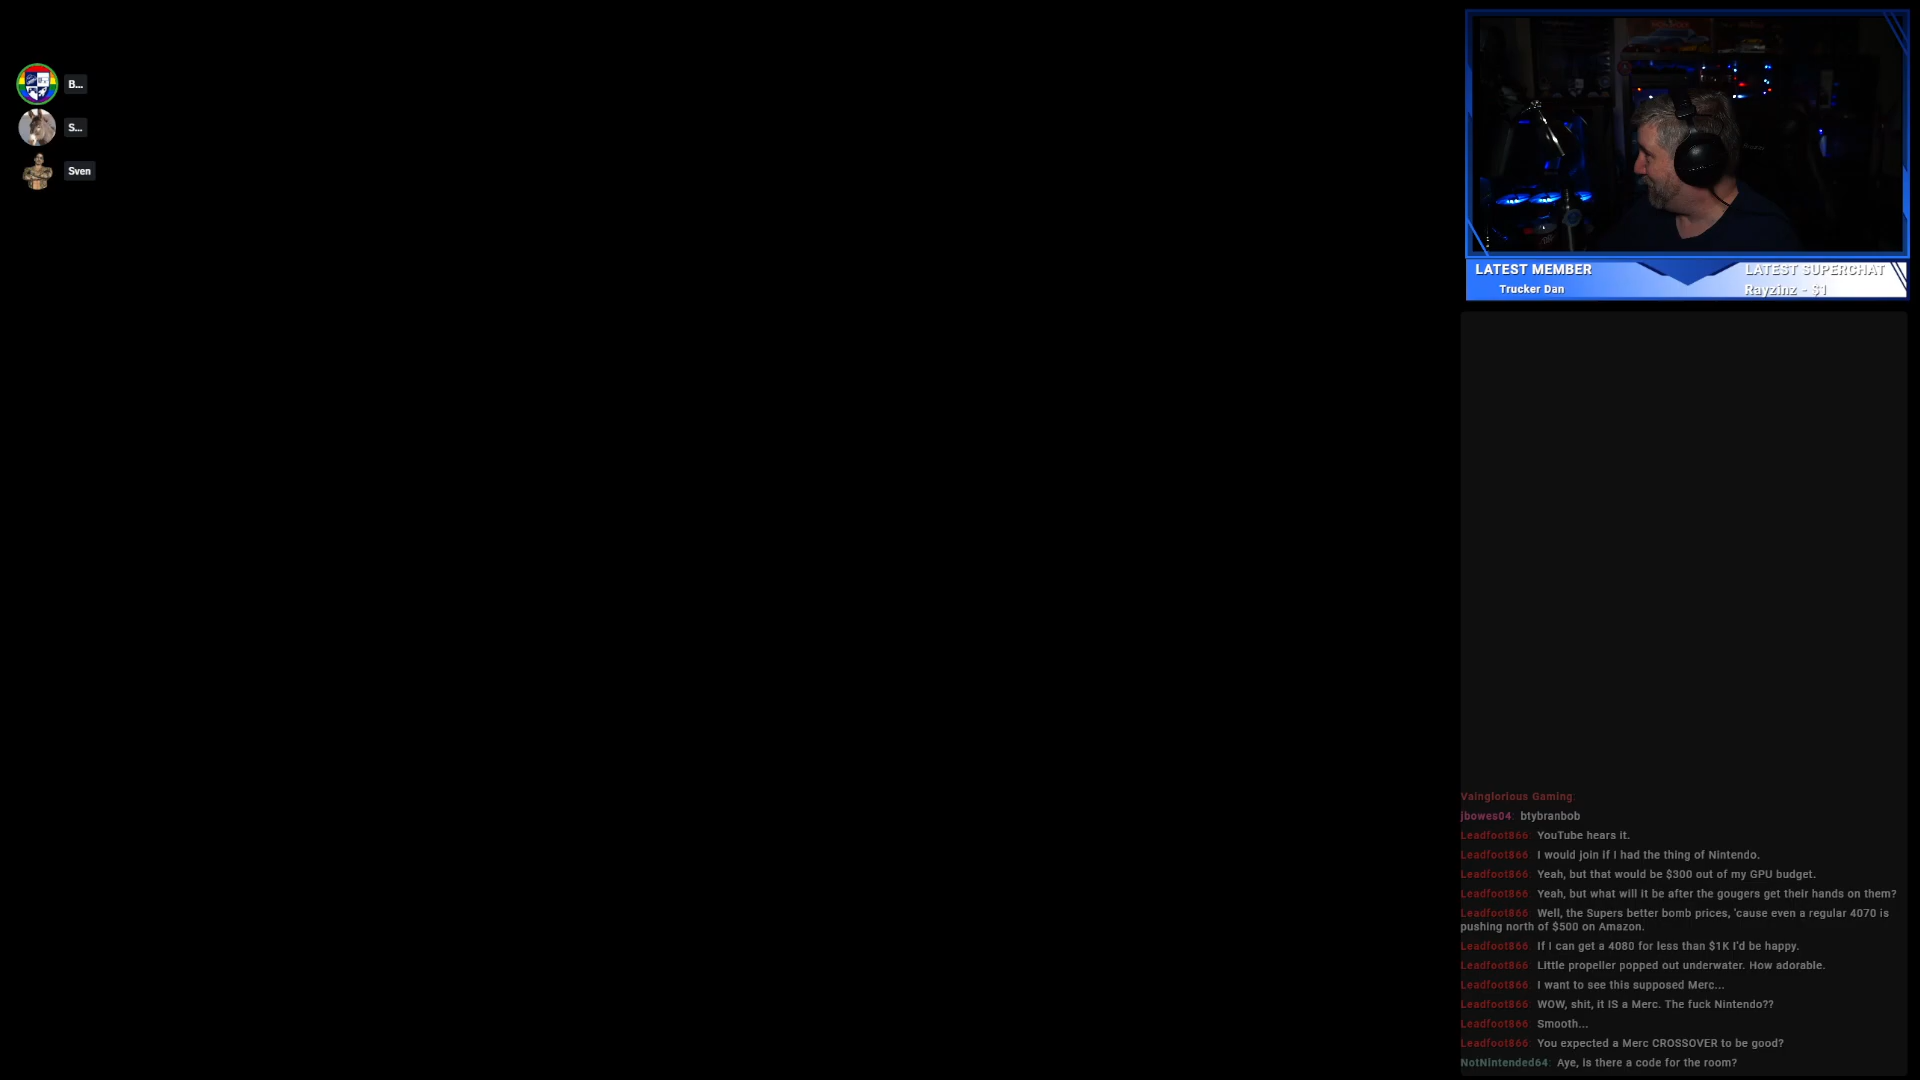 B...
S...
Sven
LATEST MEMBER
Trucker Dan
LATEST SUPERCHAT
Rayzinz - $1
Vainglorious Gaming:
jbowes04: btybranbob
Leadfoot866: YouTube hears it.
Leadfoot866: I would join if I had the thing of Nintendo.
Leadfoot866: Yeah, but that would be $300 out of my GPU budget.
Leadfoot866: Yeah, but what will it be after the gougers get their hands on them?
Leadfoot866: Well, the Supers better bomb prices, 'cause even a regular 4070 is
pushing north of $500 on Amazon.
Leadfoot866: If I can get a 4080 for less than $1K I'd be happy.
Leadfoot866: Little propeller popped out underwater. How adorable.
Leadfoot866: I want to see this supposed Merc...
Leadfoot866: WOW, shit, it IS a Merc. The fuck Nintendo??
Leadfoot866: Smooth...
Leadfoot866: You expected a Merc CROSSOVER to be good?
NotNintended64: Aye, is there a code for the room?